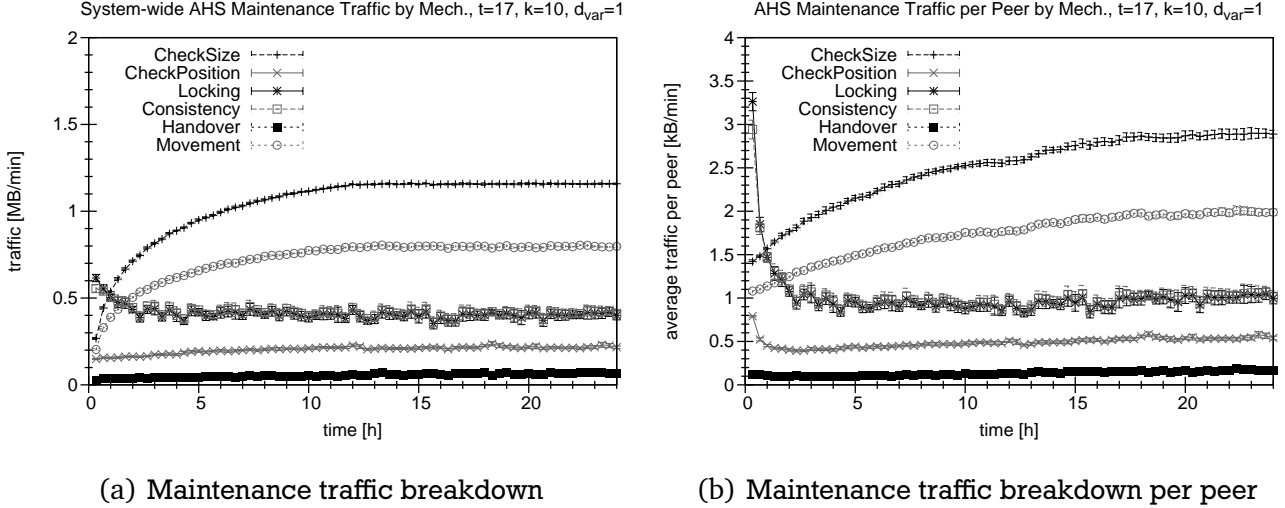 System-wide AHS Maintenance Traffic by Mech., t=17, k=10, d_var=1
2
1.5
1
0.5
0
traffic [MB/min]
CheckSize
CheckPosition
Locking
Consistency
Handover
Movement
0 5 10 15 20
time [h]
(a) Maintenance traffic breakdown
AHS Maintenance Traffic per Peer by Mech., t=17, k=10, d_var=1
4
3.5
3
2.5
2
1.5
1
0.5
0
average traffic per peer [kB/min]
CheckSize
CheckPosition
Locking
Consistency
Handover
Movement
0 5 10 15 20
time [h]
(b) Maintenance traffic breakdown per peer